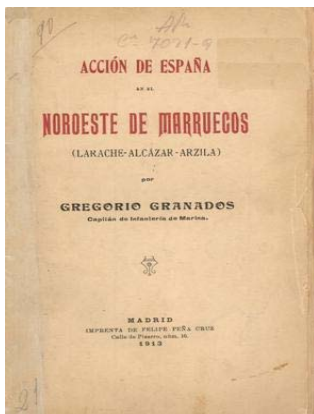 ACCIÓN DE ESPAÑA
EN EL
NOROESTE DE MARRUECOS
(LARACHE-ALCÁZAR-ARZILA)
por
GREGORIO GRANADOS
Capitán de Infantería de Marina.
MADRID
IMPRENTA DE FELIPE PEÑA CRUZ
Calle de Pizarro, núm. 16.
1913